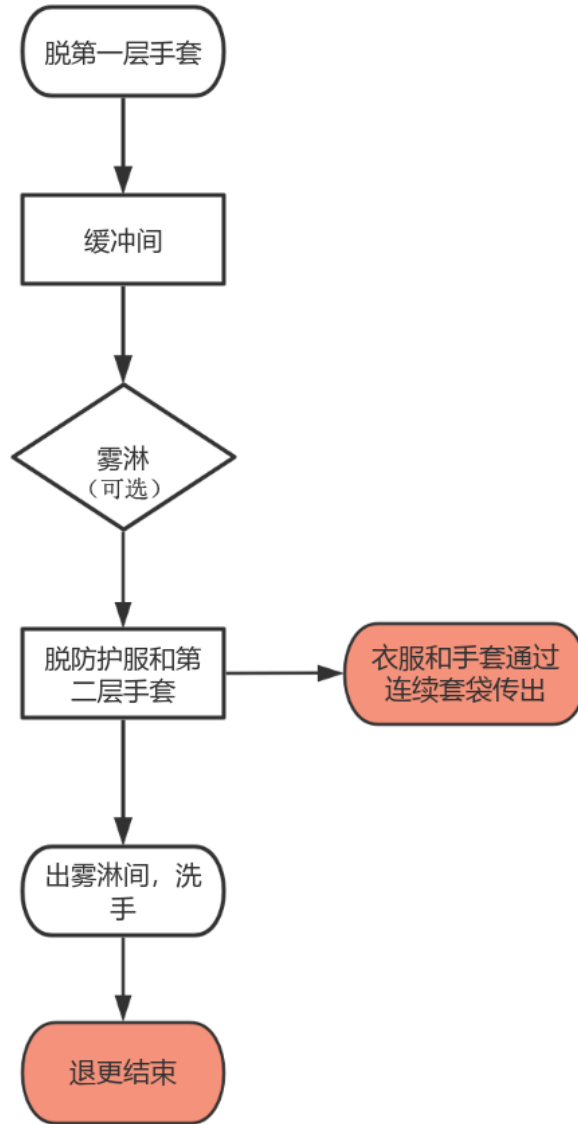 脱第一层手套
缓冲间
雾淋
（可选）
脱防护服和第
二层手套
衣服和手套通过
连续套袋传出
出雾淋间，洗
手
退更结束